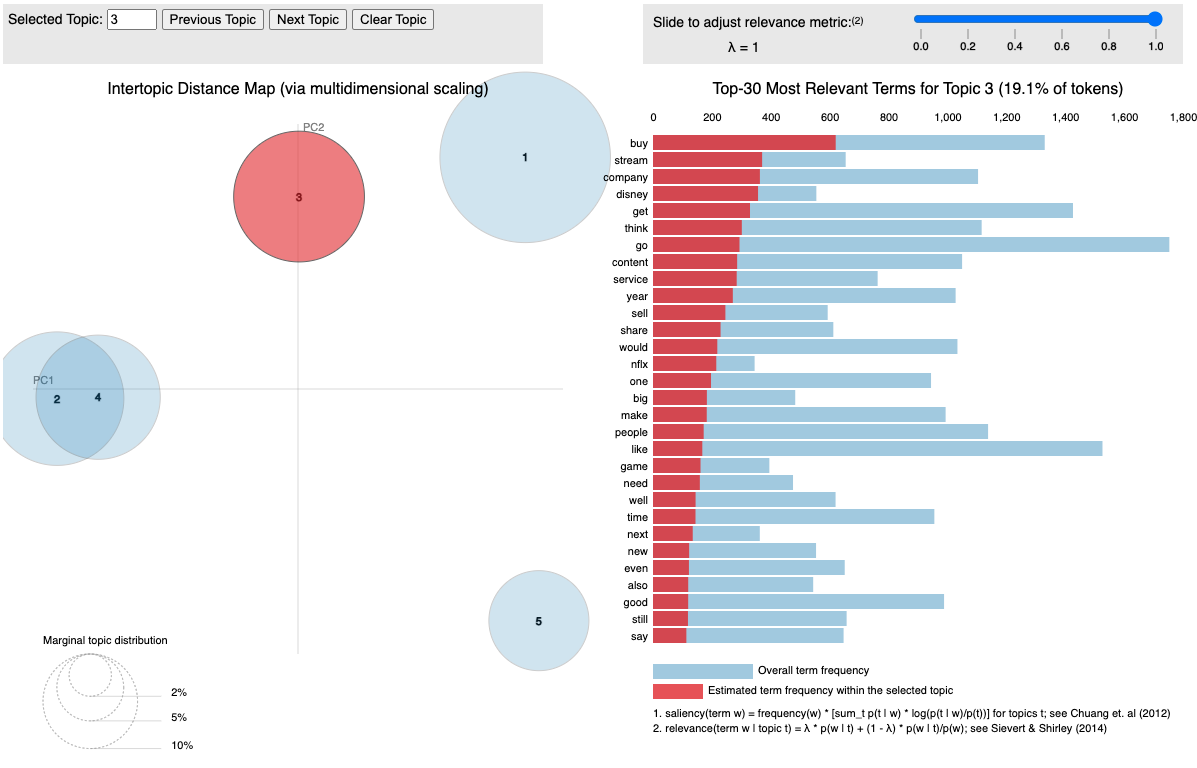 Selected Topic: 3 Previous Topic Next Topic Clear Topic
Slide to adjust relevance metric:(2)
λ = 1
0.0 0.2 0.4 0.6 0.8 1.0
Intertopic Distance Map (via multidimensional scaling)
PC2
1
3
PC1
2
4
5
Marginal topic distribution
2%
5%
10%
Top-30 Most Relevant Terms for Topic 3 (19.1% of tokens)
0 200 400 600 800 1,000 1,200 1,400 1,600 1,800
buy
stream
company
disney
get
think
go
content
service
year
sell
share
would
nflx
one
big
make
people
like
game
need
well
time
next
new
even
also
good
still
say
Overall term frequency
Estimated term frequency within the selected topic
1. saliency(term w) = frequency(w) * [sum_t p(t | w) * log(p(t | w)/p(t))] for topics t; see Chuang et. al (2012)
2. relevance(term w | topic t) = λ * p(w | t) + (1 - λ) * p(w | t)/p(w); see Sievert & Shirley (2014)